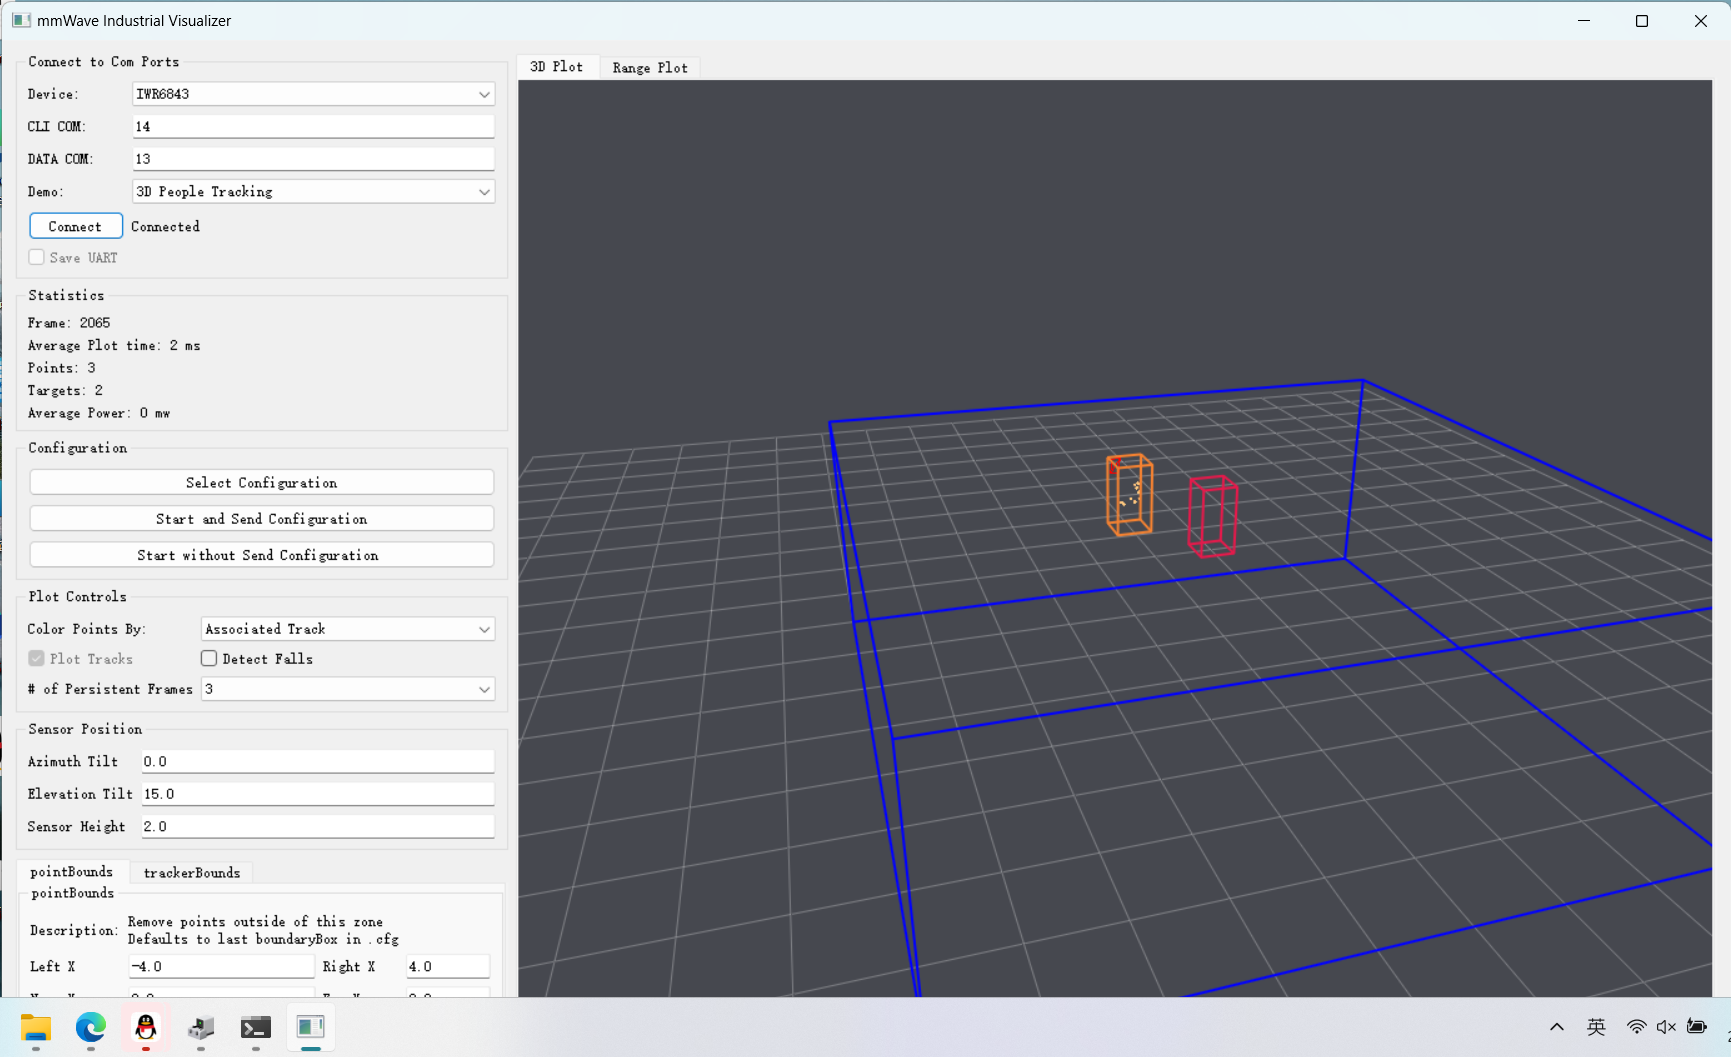 mmWave Industrial Visualizer
Connect to Com Ports
Device: IWR6843
CLI COM: 14
DATA COM: 13
Demo: 3D People Tracking
Connect Connected
Save UART
Statistics
Frame: 2065
Average Plot time: 2 ms
Points: 3
Targets: 2
Average Power: 0 mw
Configuration
Select Configuration
Start and Send Configuration
Start without Send Configuration
Plot Controls
Color Points By: Associated Track
Plot Tracks Detect Falls
# of Persistent Frames 3
Sensor Position
Azimuth Tilt 0.0
Elevation Tilt 15.0
Sensor Height 2.0
pointBounds trackerBounds
pointBounds
Description: Remove points outside of this zone
Defaults to last boundaryBox in .cfg
Left X -4.0 Right X 4.0
3D Plot Range Plot
英